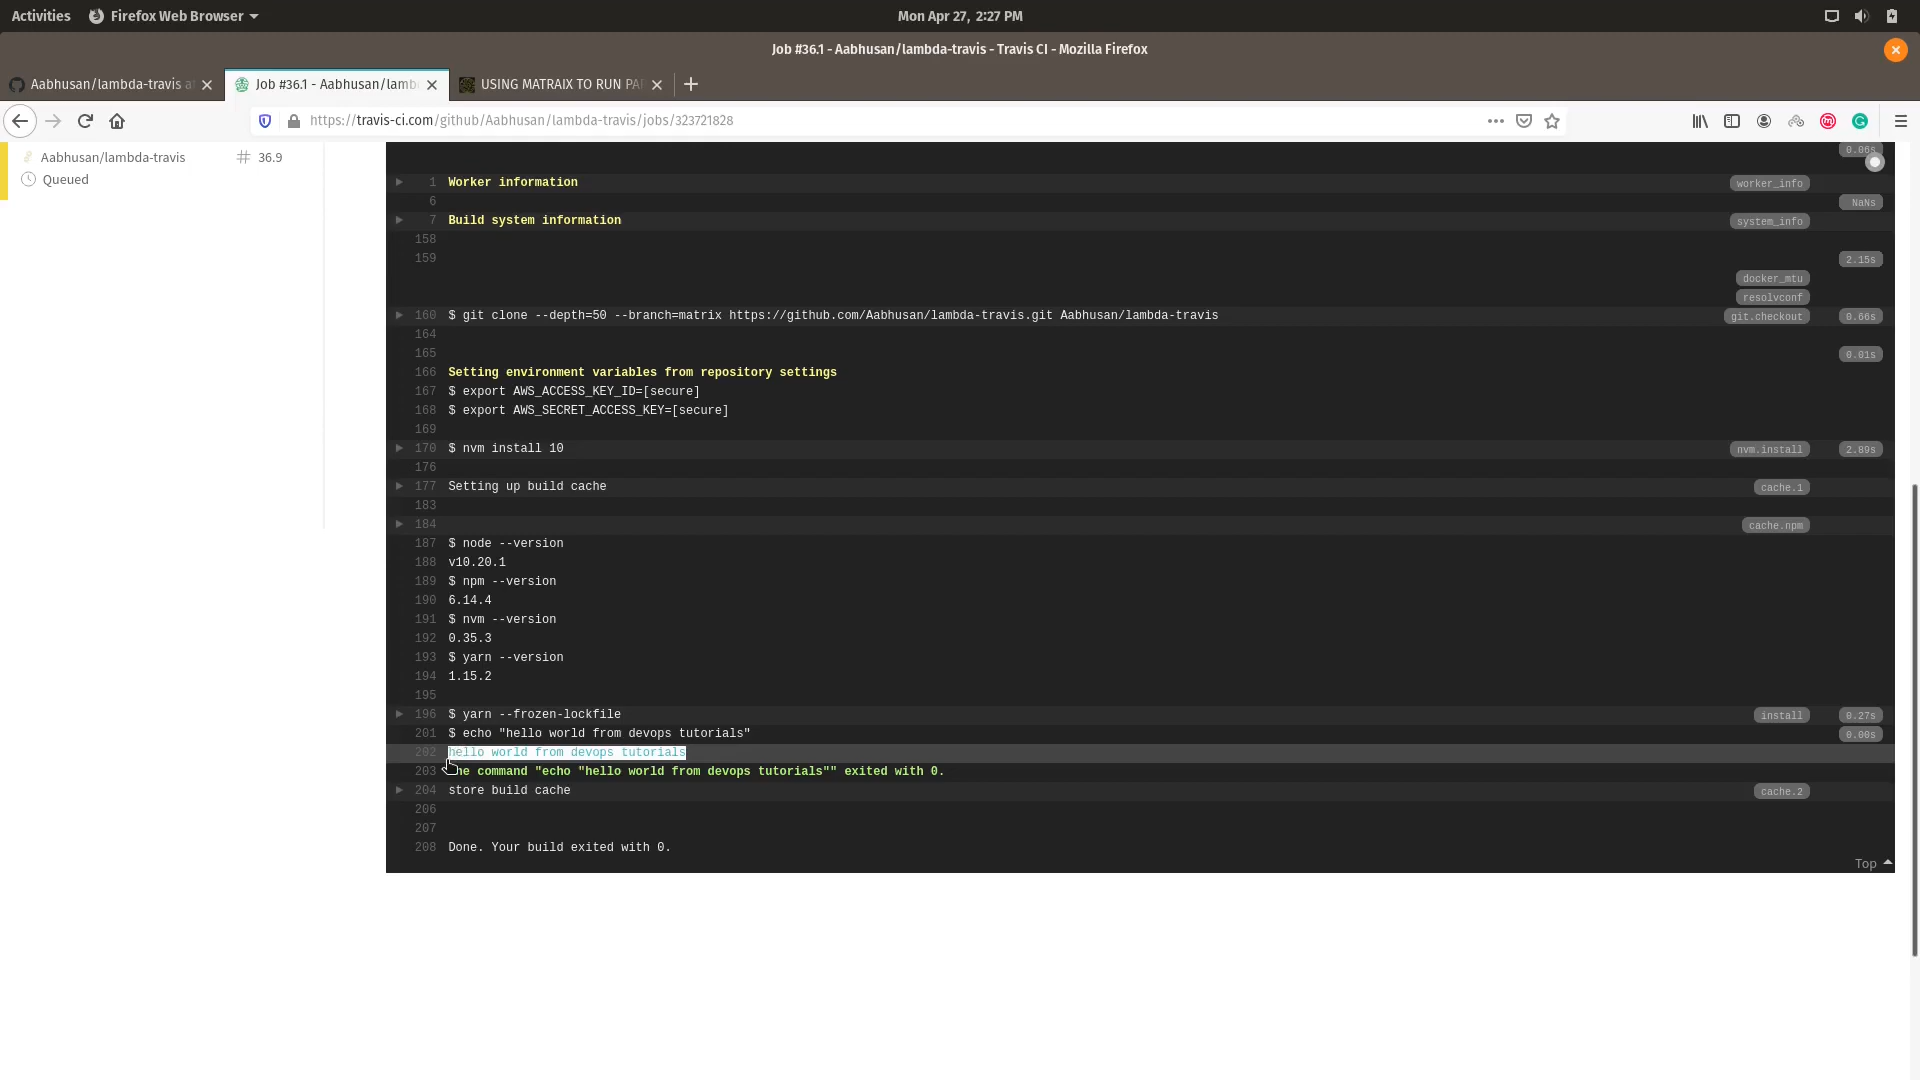 Activities Firefox Web Browser Mon Apr 27, 2:27 PM
Job #36.1 - Aabhusan/lambda-travis - Travis CI - Mozilla Firefox
Aabhusan/lambda-travis Job #36.1 - Aabhusan/lamb USING MATRAIX TO RUN PA
https://travis-ci.com/github/Aabhusan/lambda-travis/jobs/323721828
Aabhusan/lambda-travis # 36.9
Queued
0.06s
1 Worker information worker_info
6 NaNs
7 Build system information system_info
158
159 2.15s
docker_mtu
resolvconf
160 $ git clone --depth=50 --branch=matrix https://github.com/Aabhusan/lambda-travis.git Aabhusan/lambda-travis git.checkout 0.66s
164
165 0.01s
166 Setting environment variables from repository settings
167 $ export AWS_ACCESS_KEY_ID=[secure]
168 $ export AWS_SECRET_ACCESS_KEY=[secure]
169
170 $ nvm install 10 nvm.install 2.89s
176
177 Setting up build cache cache.1
183
184 cache.npm
187 $ node --version
188 v10.20.1
189 $ npm --version
190 6.14.4
191 $ nvm --version
192 0.35.3
193 $ yarn --version
194 1.15.2
195
196 $ yarn --frozen-lockfile install 0.27s
201 $ echo "hello world from devops tutorials" 0.00s
202 hello world from devops tutorials
203 The command "echo "hello world from devops tutorials"" exited with 0.
204 store build cache cache.2
206
207
208 Done. Your build exited with 0.
Top